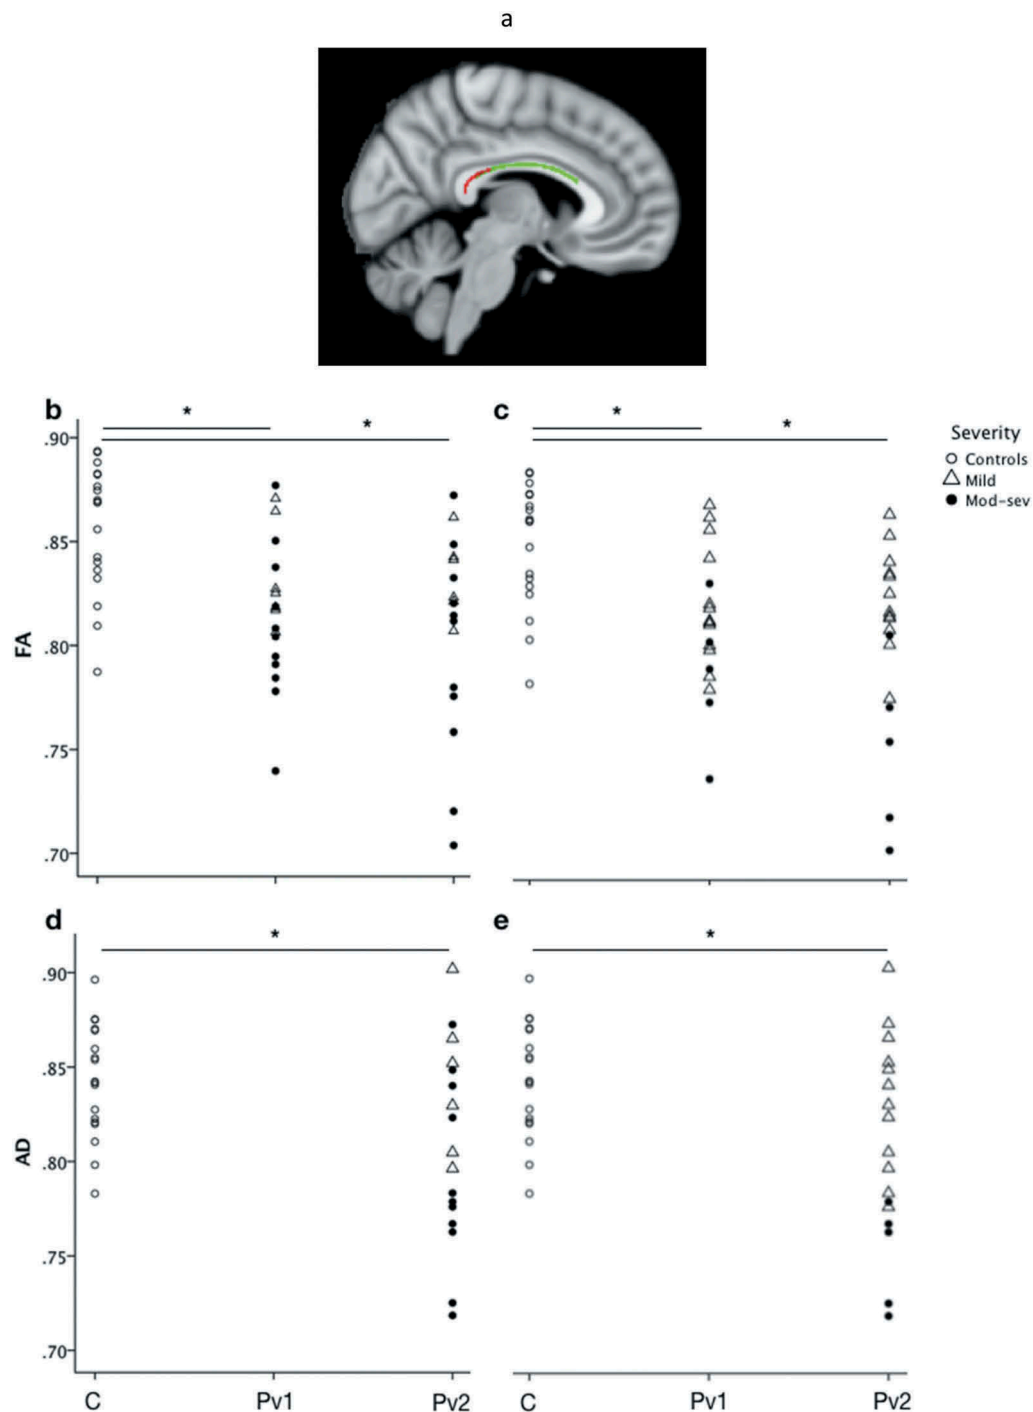 a
b
*
*
c
*
*
Severity
Controls
Mild
Mod-sev
.90
.85
.80
.75
.70
FA
d
*
e
*
.90
.85
.80
.75
.70
AD
C
Pv1
Pv2
C
Pv1
Pv2